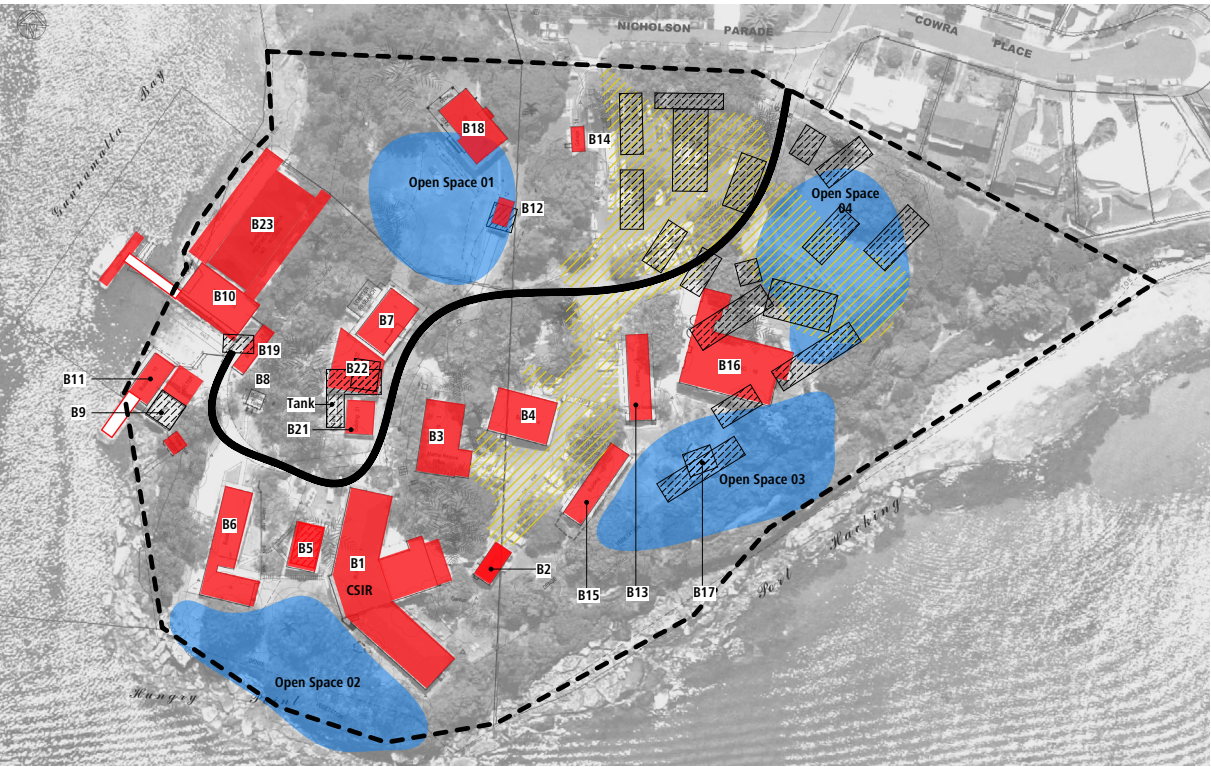 NICHOLSON PARADE
COWRA PLACE
Gunnamatta Bay
B18
B14
Open Space 01
Open Space
04
B12
B23
B10
B7
B19
B22
B16
B11
B8
Tank
B9
B21
B4
B3
Open Space 03
B6
B5
B1
B2
CSIR
B15
B13
B17
Port Hacking
Open Space 02
Hungry Point